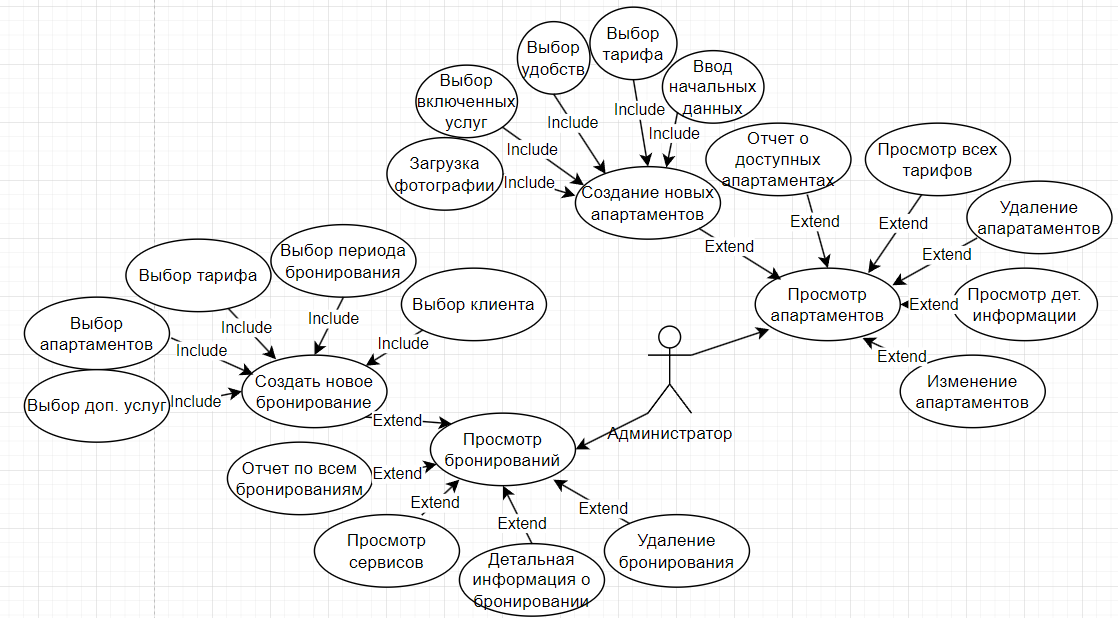 Выбор
тарифа
Выбор
удобств
Ввод
начальных
данных
Выбор
включенных
услуг
Include
Include
Include
Include
Загрузка
фотографии
Include
Создание новых
апартаментов
Отчет о
доступных
апартаментах
Просмотр всех
тарифов
Удаление
апаратаментов
Extend
Extend
Extend
Extend
Просмотр
апартаментов
Extend
Просмотр дет.
информации
Extend
Изменение
апартаментов
Выбор периода
бронирования
Выбор тарифа
Выбор клиента
Выбор
апартаментов
Include
Include
Include
Include
Выбор доп. услуг
Include
Создать новое
бронирование
Extend
Администратор
Просмотр
бронирований
Отчет по всем
бронированиям
Extend
Extend
Extend
Extend
Просмотр
сервисов
Детальная
информация о
бронировании
Удаление
бронирования